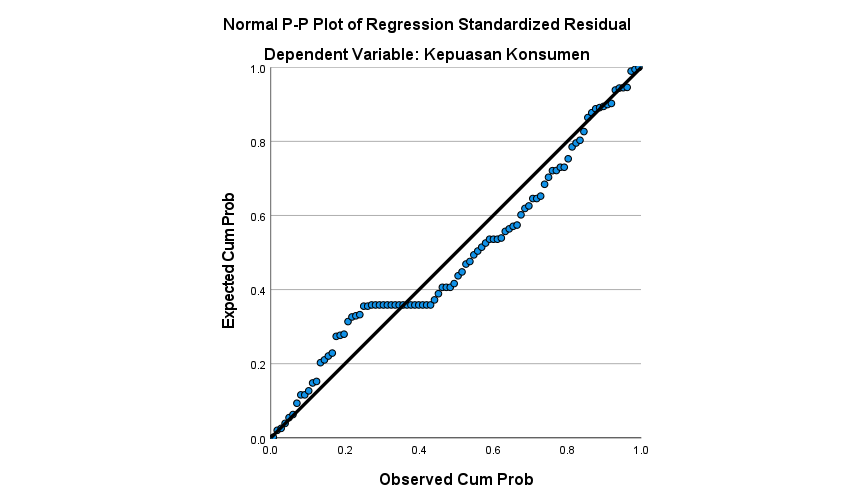 Normal P-P Plot of Regression Standardized Residual
Dependent Variable: Kepuasan Konsumen
1.0
0.8
0.6
0.4
0.2
0.0
Expected Cum Prob
0.0 0.2 0.4 0.6 0.8 1.0
Observed Cum Prob